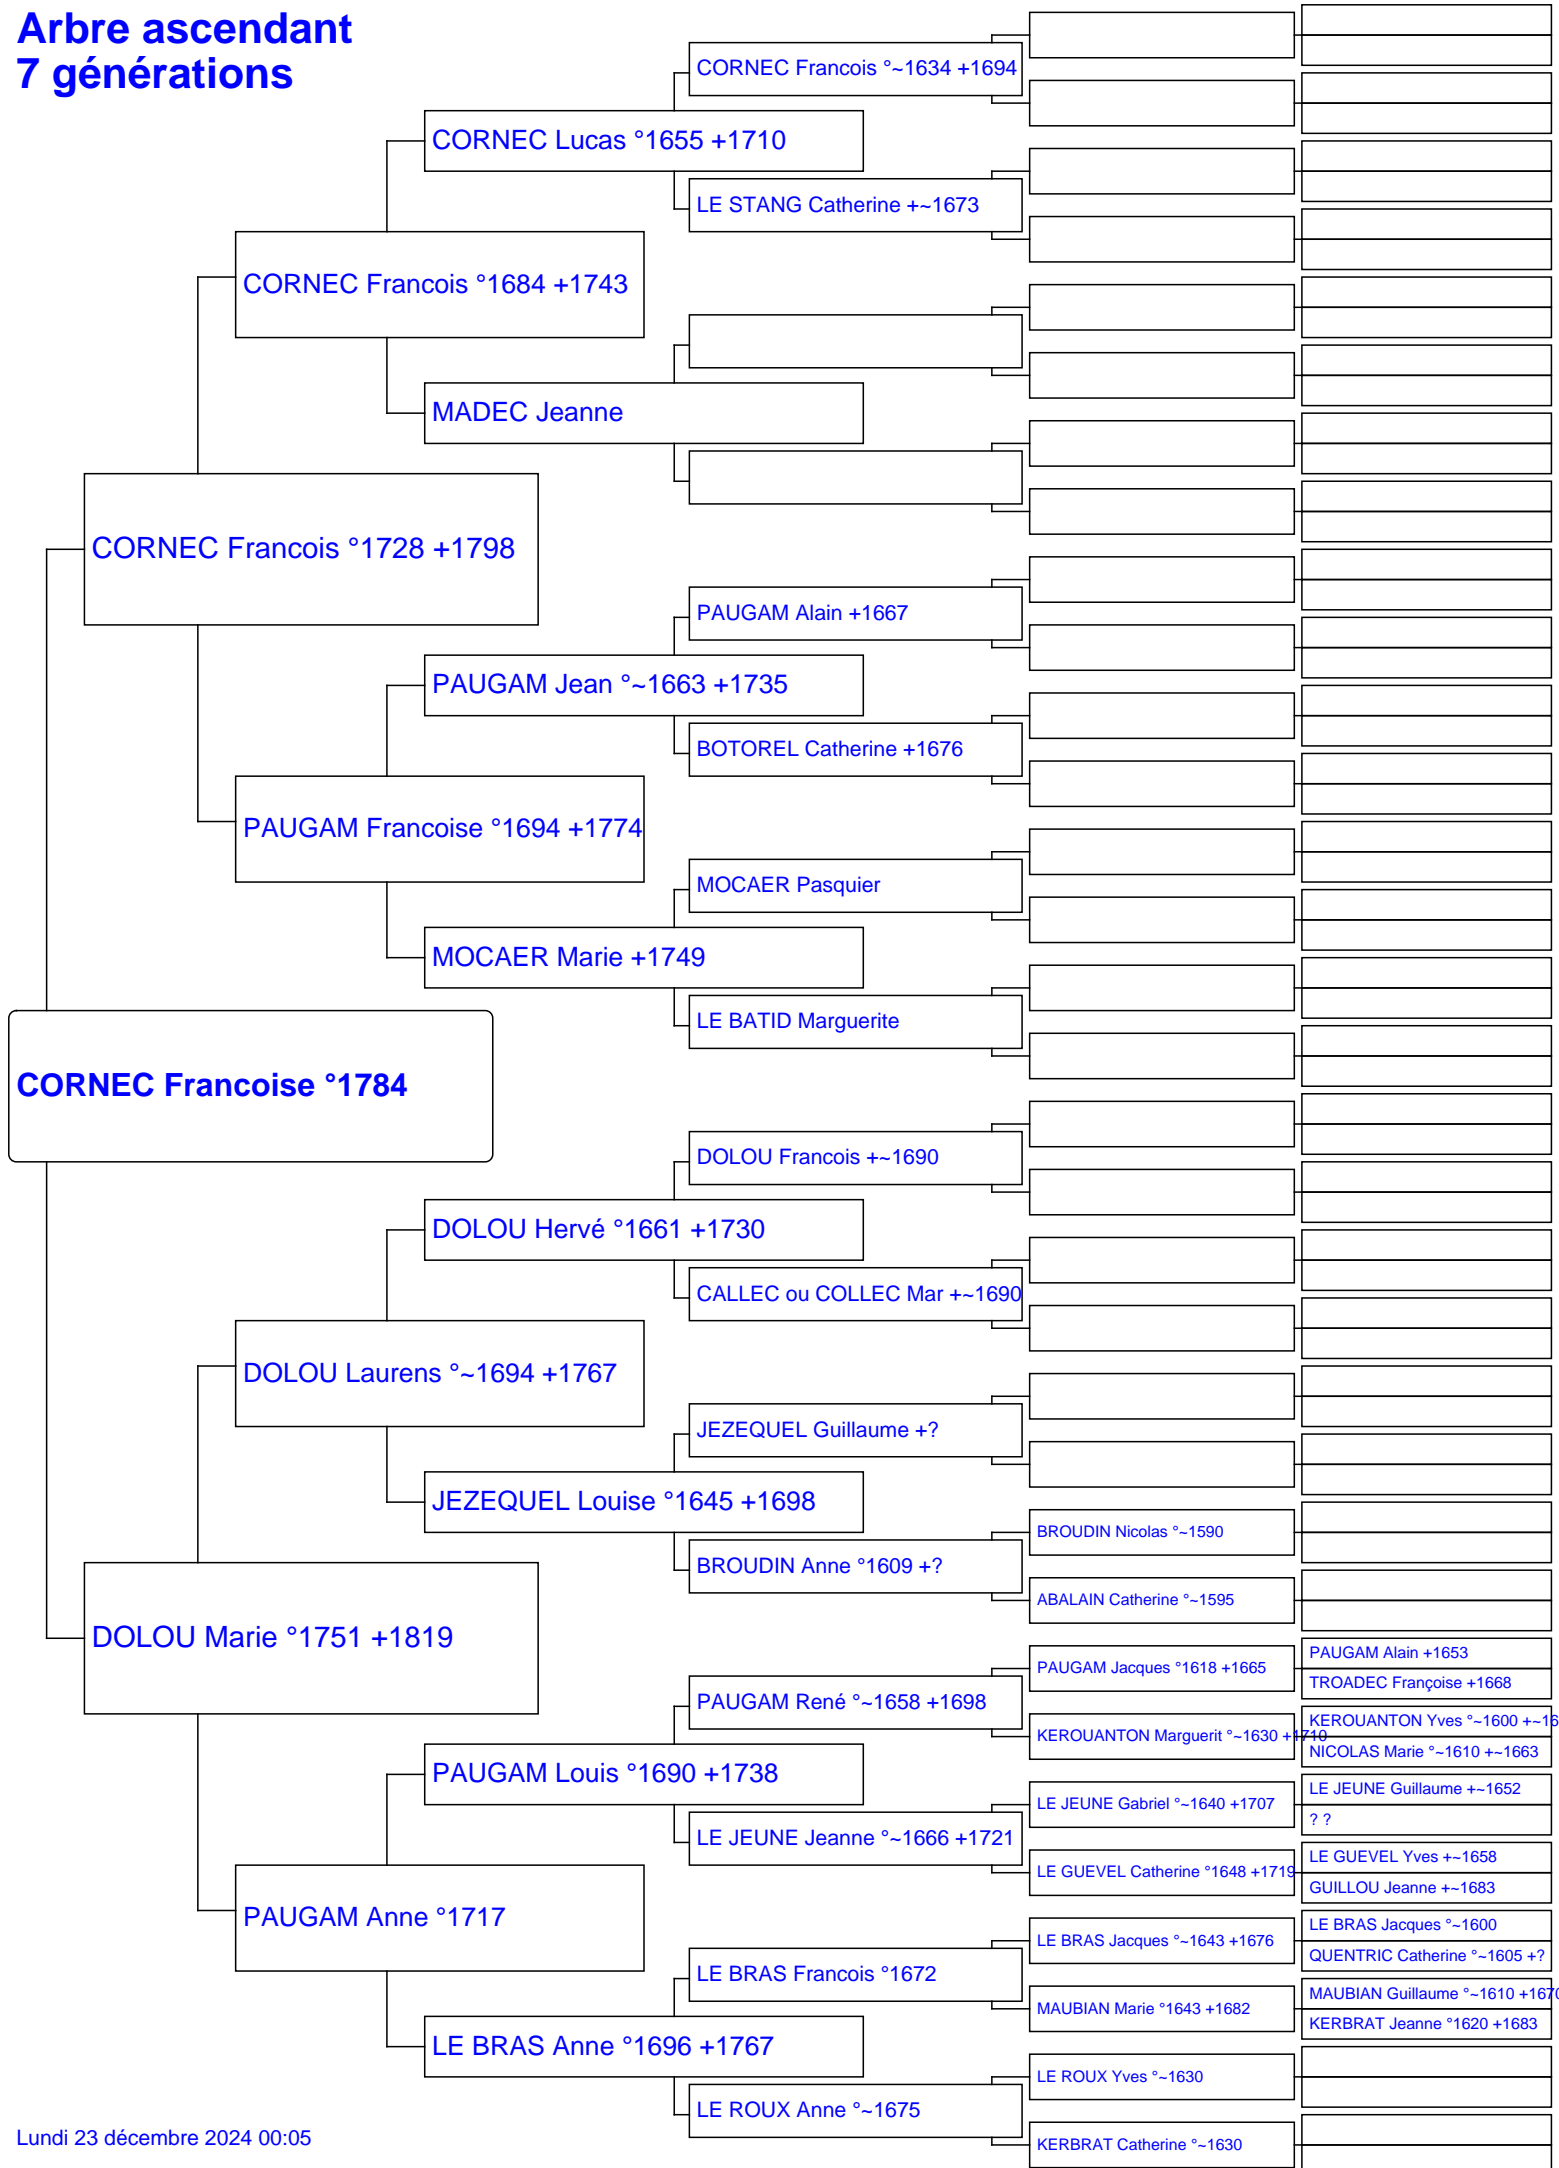 Arbre ascendant
7 générations
CORNEC Francois °~1634 +1694
CORNEC Lucas °1655 +1710
LE STANG Catherine +~1673
CORNEC Francois °1684 +1743
MADEC Jeanne
CORNEC Francois °1728 +1798
PAUGAM Alain +1667
PAUGAM Jean °~1663 +1735
BOTOREL Catherine +1676
PAUGAM Francoise °1694 +1774
MOCAER Pasquier
MOCAER Marie +1749
LE BATID Marguerite
CORNEC Francoise °1784
DOLOU Francois +~1690
DOLOU Hervé °1661 +1730
CALLEC ou COLLEC Mar +~1690
DOLOU Laurens °~1694 +1767
JEZEQUEL Guillaume +?
JEZEQUEL Louise °1645 +1698
BROUDIN Nicolas °~1590
BROUDIN Anne °1609 +?
ABALAIN Catherine °~1595
DOLOU Marie °1751 +1819
PAUGAM Alain +1653
PAUGAM Jacques °1618 +1665
TROADEC Françoise +1668
PAUGAM René °~1658 +1698
KEROUANTON Yves °~1600 +~16
KEROUANTON Marguerit °~1630 +1710
NICOLAS Marie °~1610 +~1663
PAUGAM Louis °1690 +1738
LE JEUNE Guillaume +~1652
LE JEUNE Gabriel °~1640 +1707
? ?
LE JEUNE Jeanne °~1666 +1721
LE GUEVEL Yves +~1658
LE GUEVEL Catherine °1648 +1719
GUILLOU Jeanne +~1683
PAUGAM Anne °1717
LE BRAS Jacques °~1600
LE BRAS Jacques °~1643 +1676
QUENTRIC Catherine °~1605 +?
LE BRAS Francois °1672
MAUBIAN Guillaume °~1610 +1670
MAUBIAN Marie °1643 +1682
KERBRAT Jeanne °1620 +1683
LE BRAS Anne °1696 +1767
LE ROUX Yves °~1630
LE ROUX Anne °~1675
KERBRAT Catherine °~1630
Lundi 23 décembre 2024 00:05